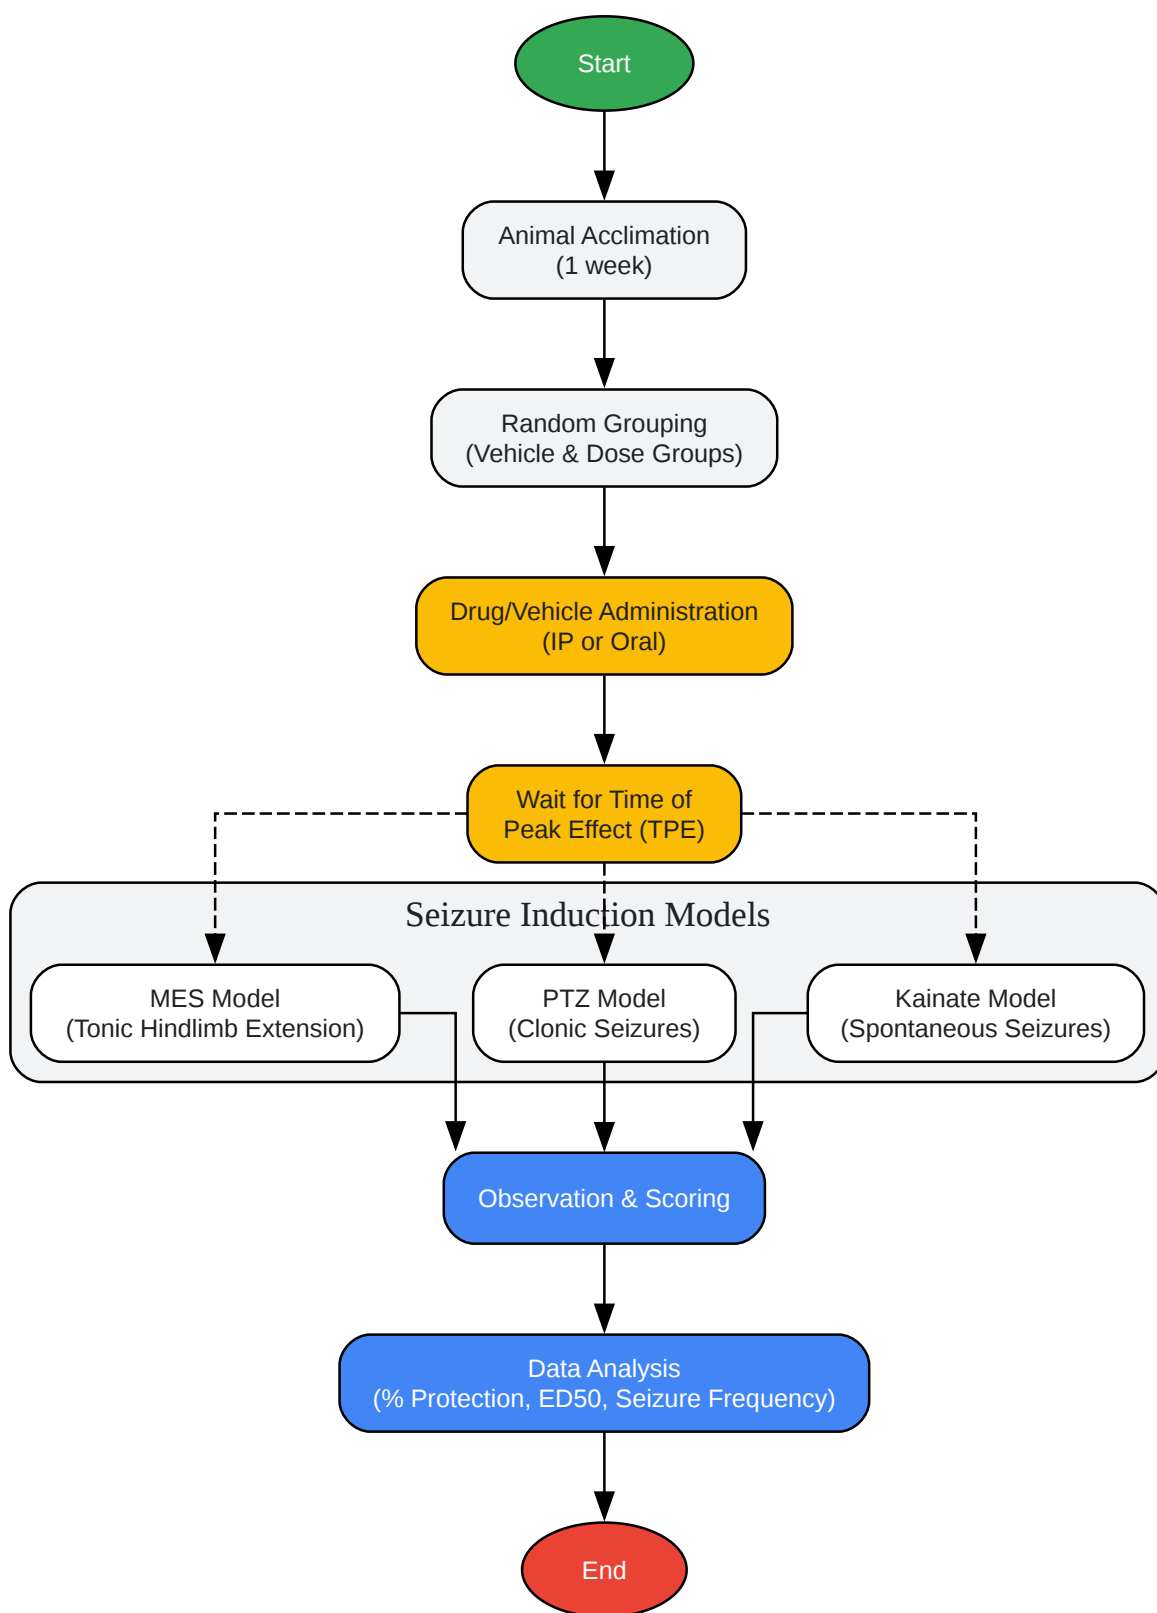 Start
Animal Acclimation
(1 week)
Random Grouping
(Vehicle & Dose Groups)
Drug/Vehicle Administration
(IP or Oral)
Wait for Time of
Peak Effect (TPE)
Seizure Induction Models
MES Model
(Tonic Hindlimb Extension)
PTZ Model
(Clonic Seizures)
Kainate Model
(Spontaneous Seizures)
Observation & Scoring
Data Analysis
(% Protection, ED50, Seizure Frequency)
End